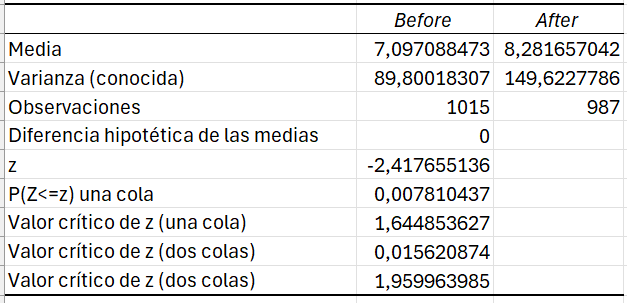 Before After
Media 7,097088473 8,281657042
Varianza (conocida) 89,80018307 149,6227786
Observaciones 1015 987
Diferencia hipotética de las medias 0
z -2,417655136
P(Z<=z) una cola 0,007810437
Valor crítico de z (una cola) 1,644853627
Valor crítico de z (dos colas) 0,015620874
Valor crítico de z (dos colas) 1,959963985